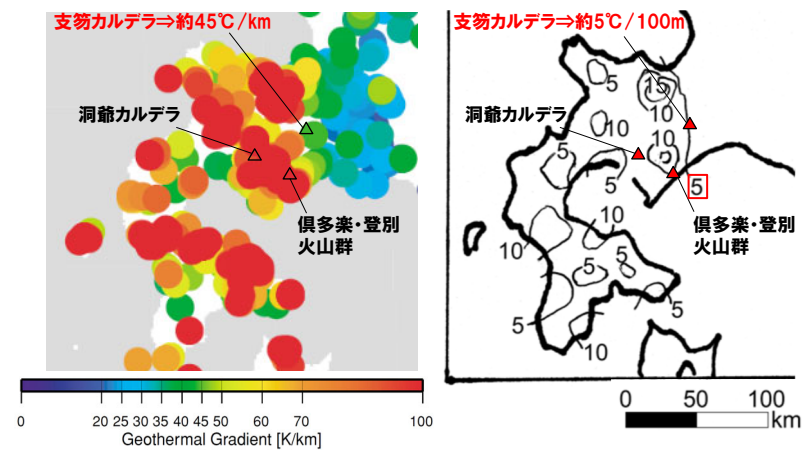 支笏カルデラ⇒約45℃/km
洞爺カルデラ
倶多楽・登別
火山群
0 20 25 30 35 40 45 50 60 70 100
Geothermal Gradient [K/km]
支笏カルデラ⇒約5℃/100m
洞爺カルデラ
倶多楽・登別
火山群
5
15
10
10
10
5
5
5
10
10
5
5
5
5
10
0 50 100
km